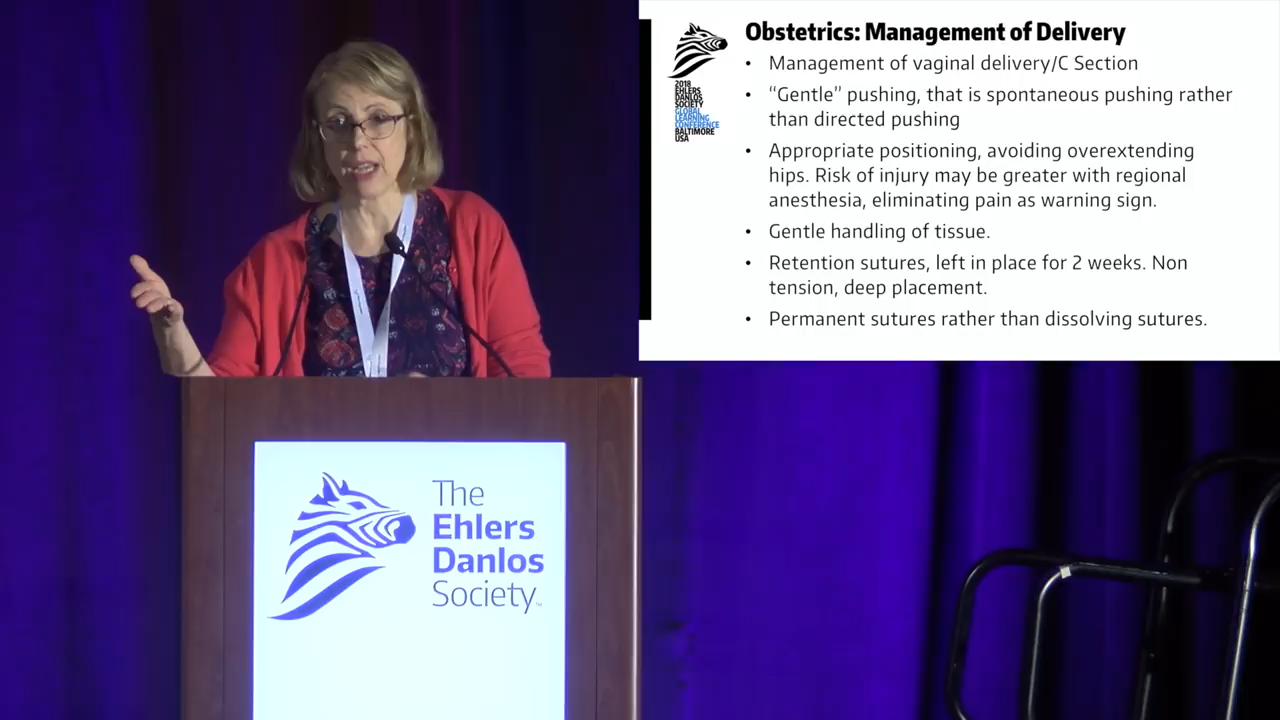 Obstetrics: Management of Delivery
• Management of vaginal delivery/C Section
• “Gentle” pushing, that is spontaneous pushing rather
than directed pushing
• Appropriate positioning, avoiding overextending
hips. Risk of injury may be greater with regional
anesthesia, eliminating pain as warning sign.
• Gentle handling of tissue.
• Retention sutures, left in place for 2 weeks. Non
tension, deep placement.
• Permanent sutures rather than dissolving sutures.
2018
EHLERS
DANLOS
SOCIETY
GLOBAL
LEARNING
CONFERENCE
BALTIMORE
USA
The
Ehlers
Danlos
Society™